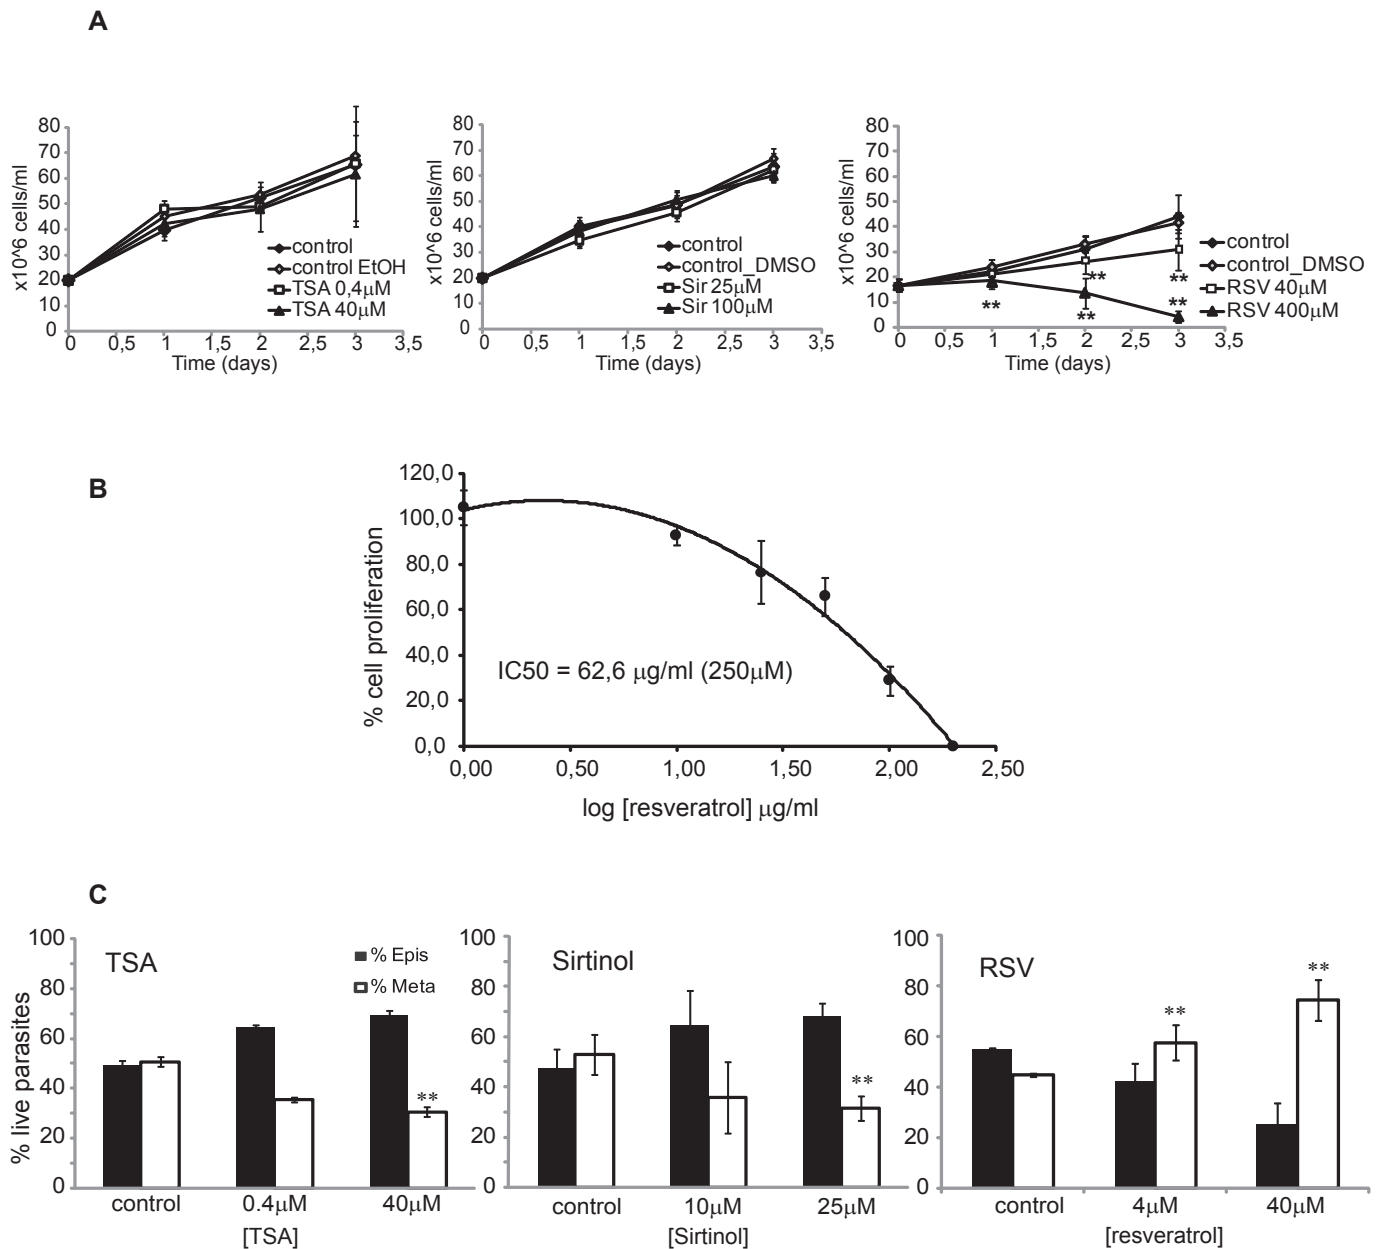 A
x10^6 cells/ml
80
70
60
50
40
30
20
10
0
0 0,5 1 1,5 2 2,5 3 3,5
Time (days)
control
control EtOH
TSA 0,4μM
TSA 40μM
x10^6 cells/ml
80
70
60
50
40
30
20
10
0
0 0,5 1 1,5 2 2,5 3 3,5
Time (days)
control
control_DMSO
Sir 25μM
Sir 100μM
x10^6 cells/ml
80
70
60
50
40
30
20
10
0
** ** ** ** **
0 0,5 1 1,5 2 2,5 3 3,5
Time (days)
control
control_DMSO
RSV 40μM
RSV 400μM
B
% cell proliferation
120,0
100,0
80,0
60,0
40,0
20,0
0,0
IC50 = 62,6 μg/ml (250μM)
0,00 0,50 1,00 1,50 2,00 2,50
log [resveratrol] μg/ml
C
% live parasites
100
80
60
40
20
0
TSA
% Epis
% Meta
**
control 0.4μM 40μM
[TSA]
100
80
60
40
20
0
Sirtinol
**
control 10μM 25μM
[Sirtinol]
100
80
60
40
20
0
RSV
**
**
control 4μM 40μM
[resveratrol]